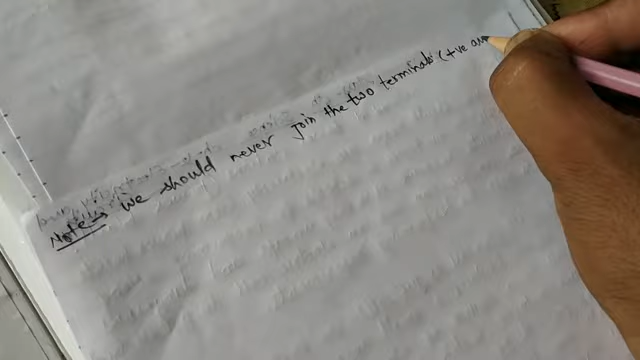 Note → we should never join the two terminals (+ve an